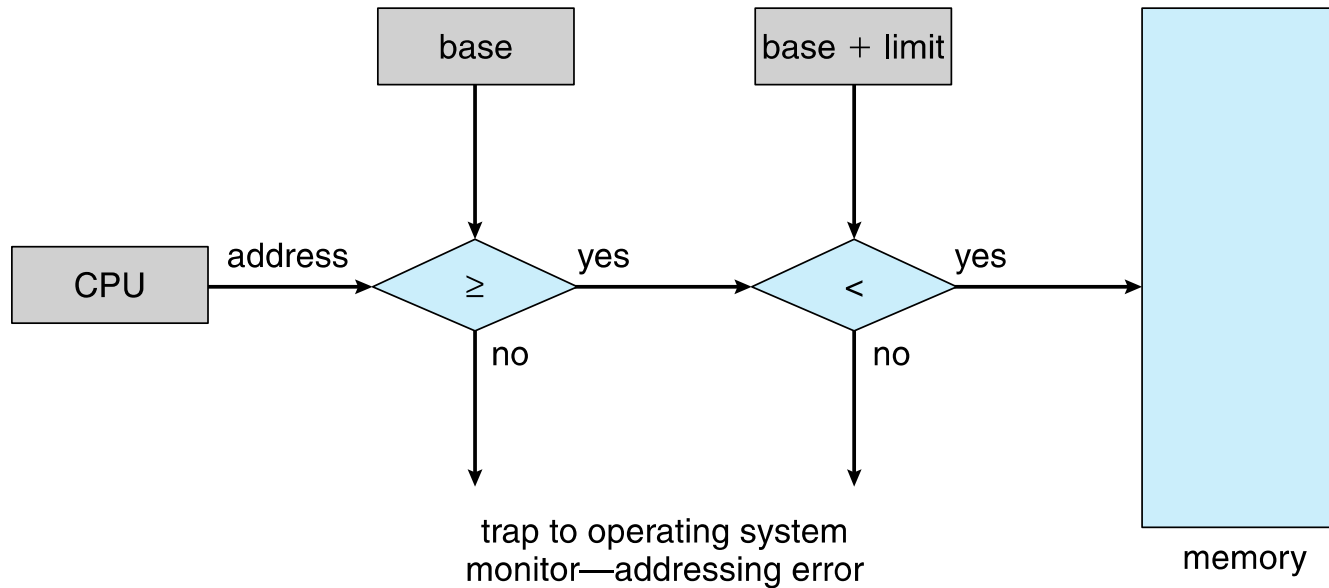 base
base + limit
CPU
address
≥
yes
<
yes
no
no
trap to operating system
monitor—addressing error
memory